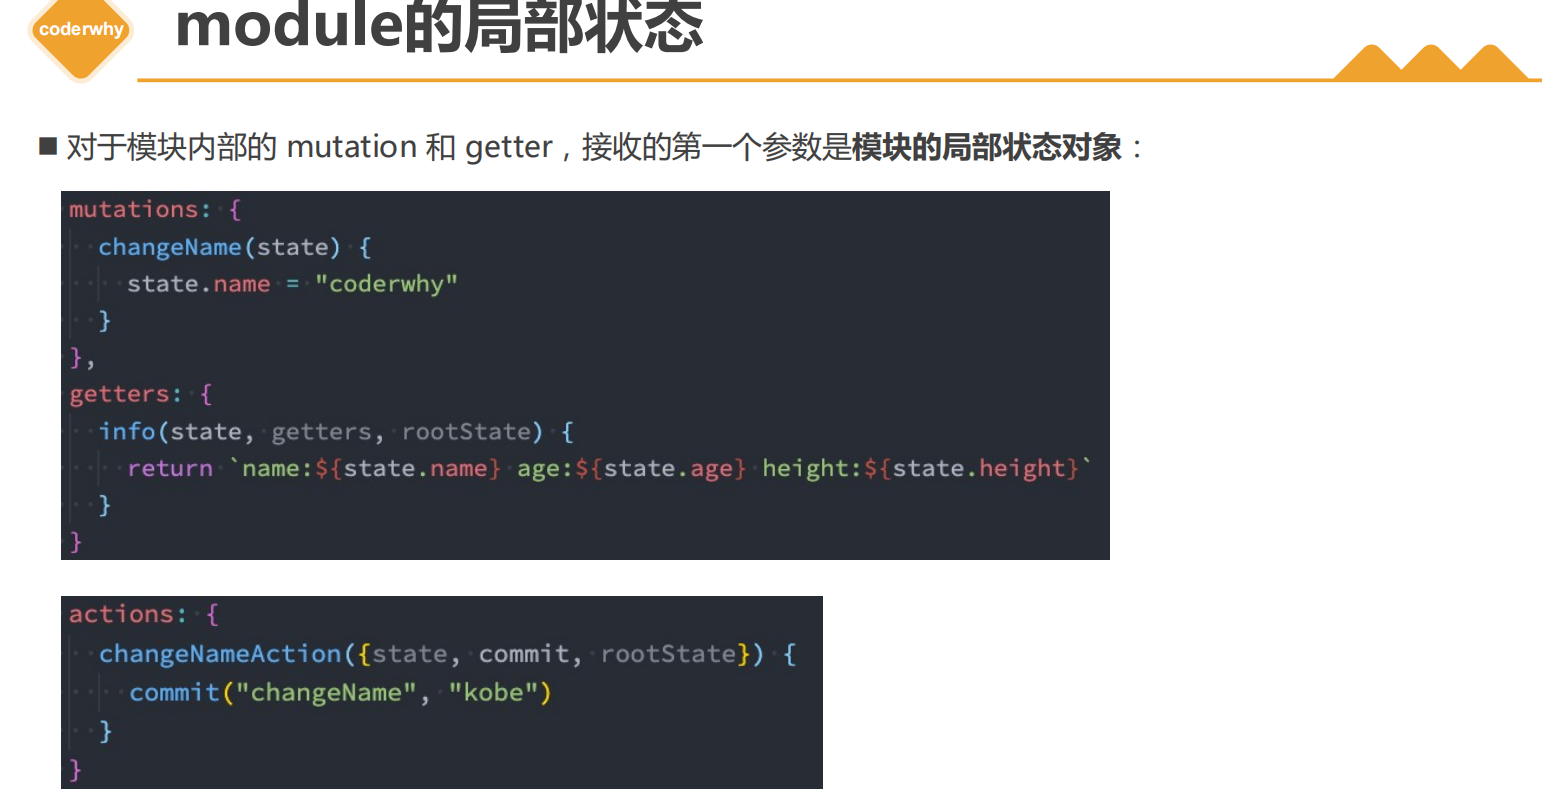 coderwhy
module的局部状态
■ 对于模块内部的 mutation 和 getter，接收的第一个参数是模块的局部状态对象：
mutations: {
  changeName(state) {
    state.name = "coderwhy"
  }
},
getters: {
  info(state, getters, rootState) {
    return `name:${state.name} age:${state.age} height:${state.height}`
  }
}
actions: {
  changeNameAction({state, commit, rootState}) {
    commit("changeName", "kobe")
  }
}